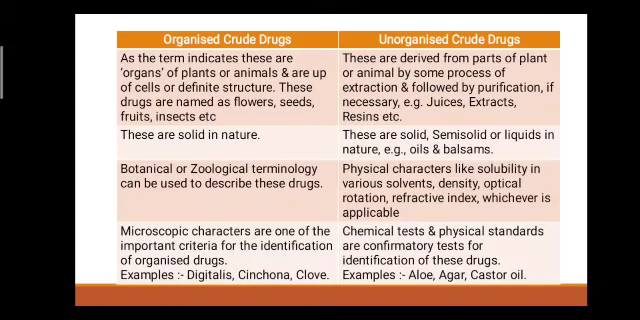 Organised Crude Drugs
Unorganised Crude Drugs
As the term indicates these are
‘organs’ of plants or animals & are up
of cells or definite structure. These
drugs are named as flowers, seeds,
fruits, insects etc
These are derived from parts of plant
or animal by some process of
extraction & followed by purification, if
necessary, e.g. Juices, Extracts,
Resins etc.
These are solid in nature.
These are solid, Semisolid or liquids in
nature, e.g., oils & balsams.
Botanical or Zoological terminology
can be used to describe these drugs.
Physical characters like solubility in
various solvents, density, optical
rotation, refractive index, whichever is
applicable
Microscopic characters are one of the
important criteria for the identification
of organised drugs.
Examples :- Digitalis, Cinchona, Clove.
Chemical tests & physical standards
are confirmatory tests for
identification of these drugs.
Examples :- Aloe, Agar, Castor oil.